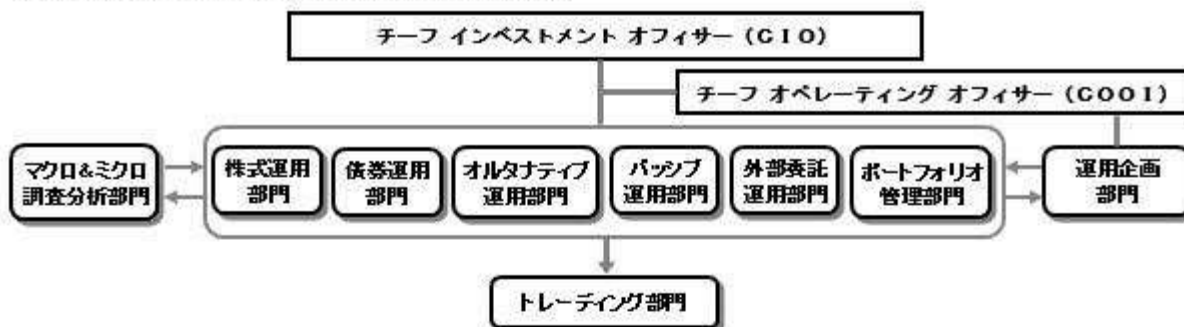 チーフ インベストメント オフィサー (CIO)
チーフ オペレーティング オフィサー (COOI)
マクロ&ミクロ
調査分析部門
株式運用
部門
債券運用
部門
オルタナティブ
運用部門
パッシブ
運用部門
外部委託
運用部門
ポートフォリオ
管理部門
運用企画
部門
トレーディング部門